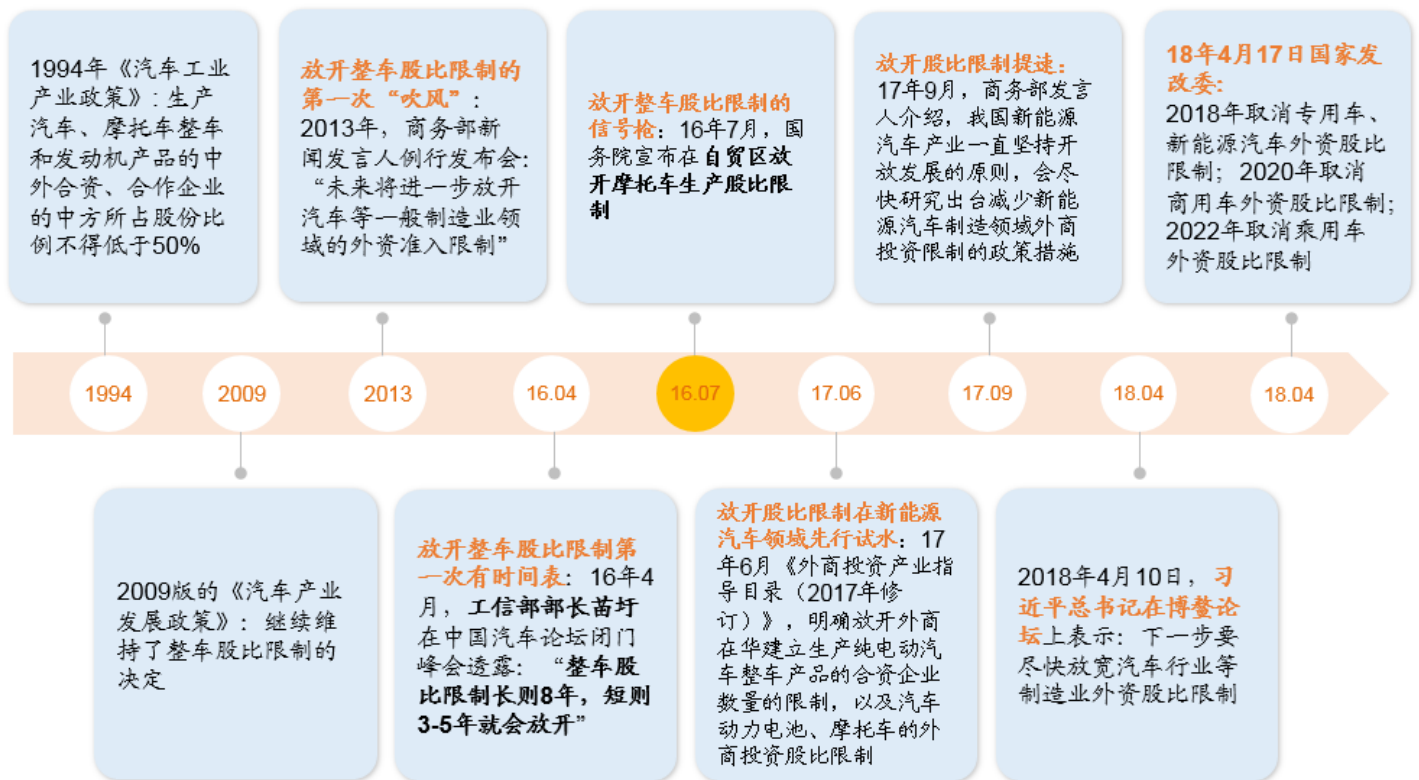 1994年《汽车工业
产业政策》: 生产
汽车、摩托车整车
和发动机产品的中
外合资、合作企业
的中方所占股份比
例不得低于50%
放开整车股比限制的
第一次“吹风”:
2013年，商务部新
闻发言人例行发布会:
“未来将进一步放开
汽车等一般制造业领
域的外资准入限制”
放开整车股比限制的
信号枪: 16年7月，国
务院宣布在自贸区放
开摩托车生产股比限
制
放开股比限制提速:
17年9月，商务部发言
人介绍，我国新能源
汽车产业一直坚持开
放发展的原则，会尽
快研究出台减少新能
源汽车制造领域外商
投资限制的政策措施
18年4月17日国家发
改委:
2018年取消专用车、
新能源汽车外资股比
限制；2020年取消
商用车外资股比限制;
2022年取消乘用车
外资股比限制
1994
2009
2013
16.04
16.07
17.06
17.09
18.04
18.04
2009版的《汽车产业
发展政策》: 继续维
持了整车股比限制的
决定
放开整车股比限制第
一次有时间表: 16年4
月，工信部部长苗圩
在中国汽车论坛闭门
峰会透露: “整车股
比限制长则8年，短则
3-5年就会放开”
放开股比限制在新能源
汽车领域先行试水: 17
年6月《外商投资产业指
导目录（2017年修
订）》，明确放开外商
在华建立生产纯电动汽
车整车产品的合资企业
数量的限制，以及汽车
动力电池、摩托车的外
商投资股比限制
2018年4月10日，习
近平总书记在博鳌论
坛上表示: 下一步要
尽快放宽汽车行业等
制造业外资股比限制